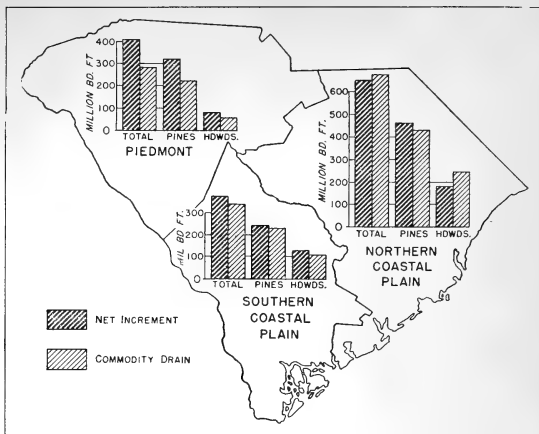 MILLION BD. FT.
400
300
200
100
0
TOTAL PINES HDWDS.
PIEDMONT
MILLION BD. FT.
600
500
400
300
200
100
0
TOTAL PINES HDWDS.
NORTHERN
COASTAL
PLAIN
MIL BD FT.
300
200
100
0
TOTAL PINES HDWDS.
SOUTHERN
COASTAL
PLAIN
NET INCREMENT
COMMODITY DRAIN